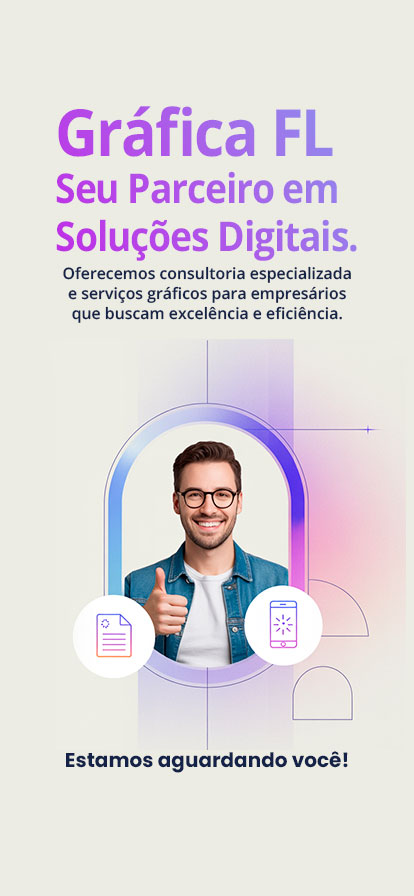 Gráfica FL
Seu Parceiro em
Soluções Digitais.
Oferecemos consultoria especializada
e serviços gráficos para empresários
que buscam excelência e eficiência.
Estamos aguardando você!